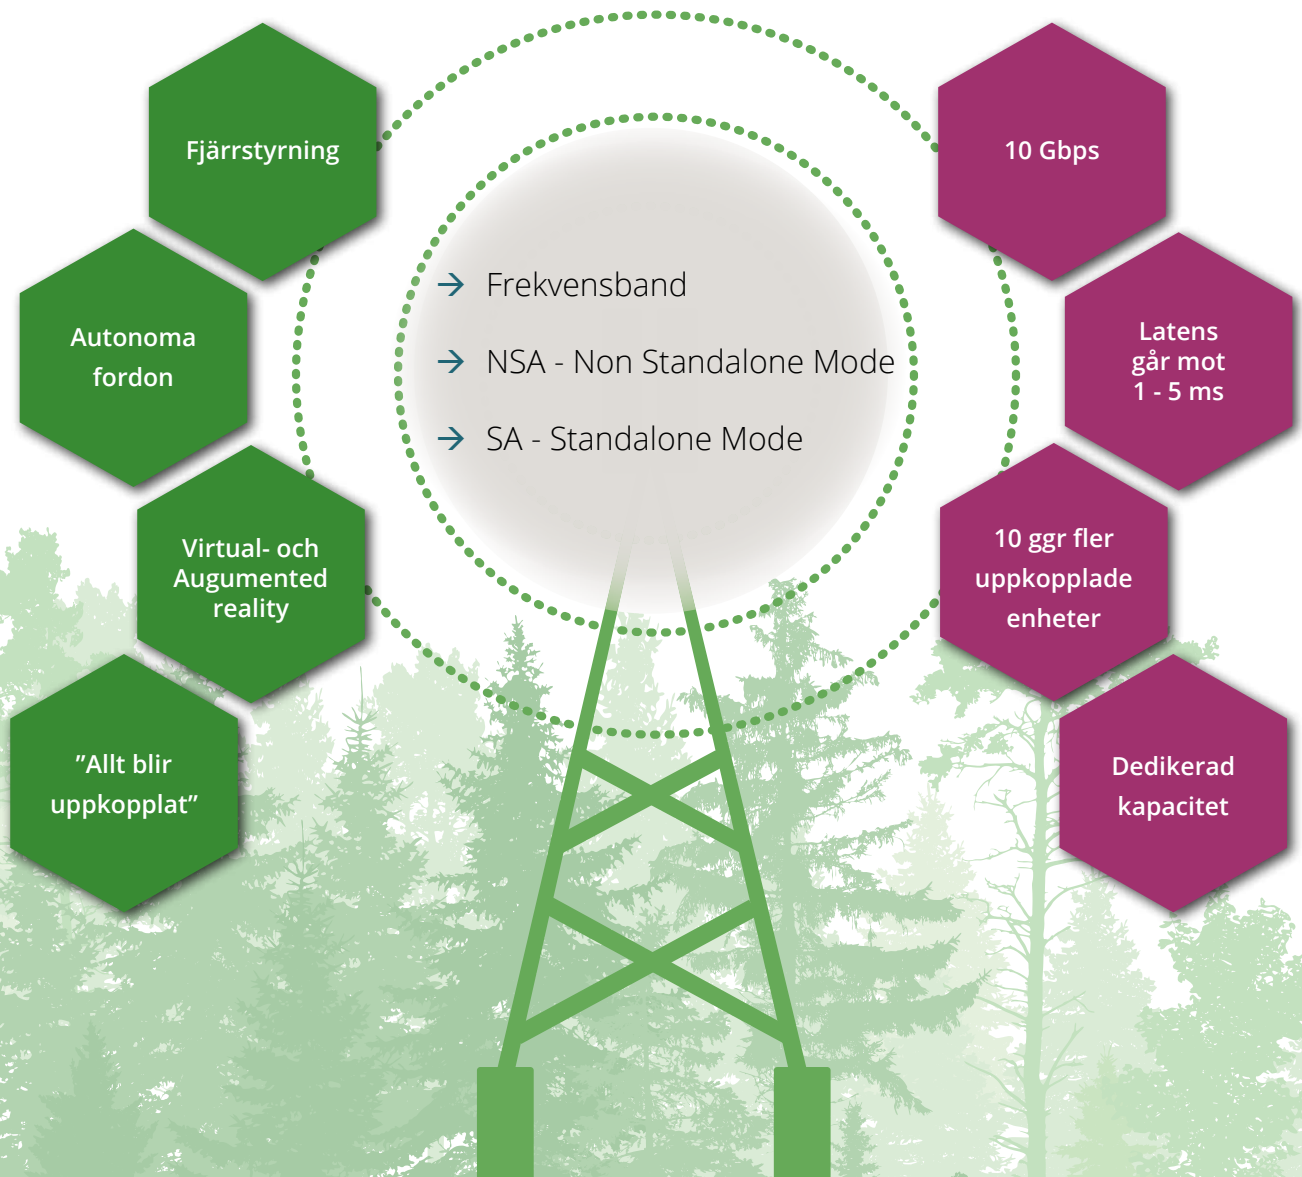 Fjärrstyrning
Autonoma
fordon
Virtual- och
Augumented
reality
”Allt blir
uppkopplat”
→ Frekvensband
→ NSA - Non Standalone Mode
→ SA - Standalone Mode
10 Gbps
Latens
går mot
1 - 5 ms
10 ggr fler
uppkopplade
enheter
Dedikerad
kapacitet